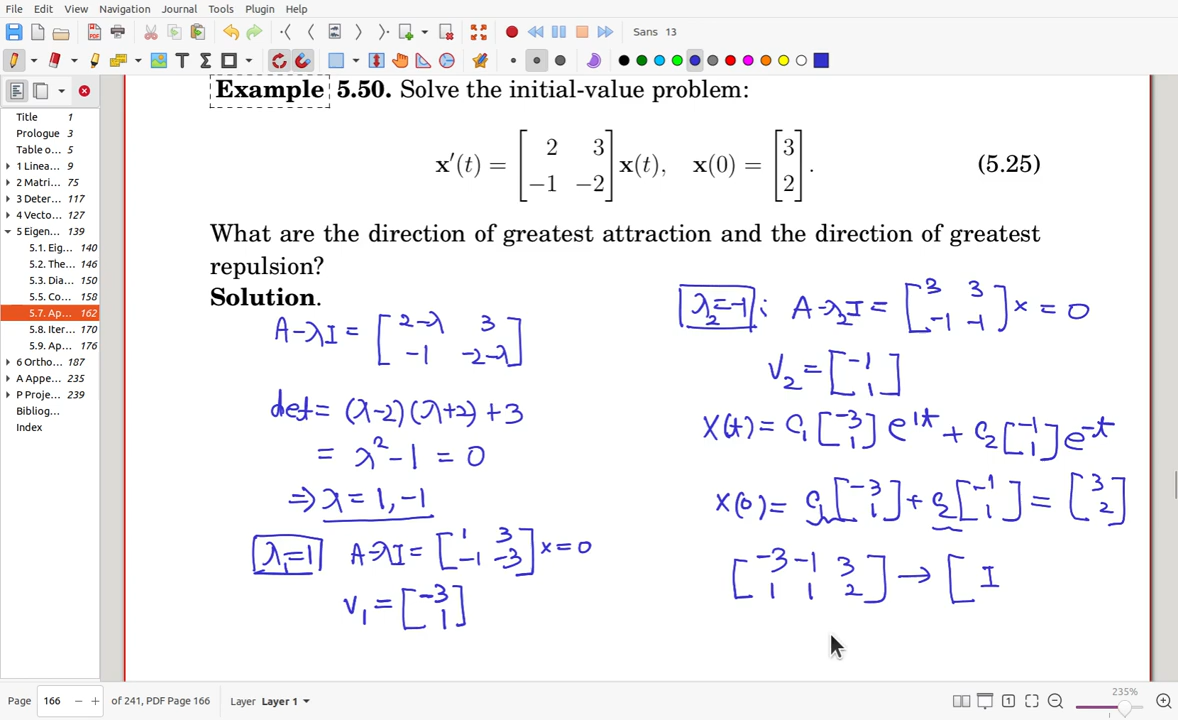 File Edit View Navigation Journal Tools Plugin Help
Sans 13
Title 1
Prologue 3
Table o... 5
1 Linea... 9
2 Matri... 75
3 Deter... 117
4 Vecto... 127
5 Eigen... 139
5.1. Eig... 140
5.2. The... 146
5.3. Dia... 150
5.5. Co... 158
5.7. Ap... 162
5.8. Iter... 170
5.9. Ap... 176
6 Ortho... 187
A Appe... 235
P Proje... 239
Bibliog...
Index
Example 5.50. Solve the initial-value problem:
x′(t) = [2 3; −1 −2] x(t), x(0) = [3; 2]. (5.25)
What are the direction of greatest attraction and the direction of greatest
repulsion?
Solution.
A-λI = [2-λ 3; -1 -2-λ]
det = (λ-2)(λ+2)+3
= λ²-1 = 0
⇒ λ = 1, -1
λ₁=1 A-λI = [1 3; -1 -3] x=0
v₁ = [-3; 1]
λ₂=-1 : A-λ₂I = [3 3; -1 -1] x = 0
v₂ = [-1; 1]
x(t) = c₁ [-3; 1] e^{1t} + c₂ [-1; 1] e^{-t}
x(0) = c₁ [-3; 1] + c₂ [-1; 1] = [3; 2]
[-3 -1 3; 1 1 2] → [ I
Page 166 of 241, PDF Page 166 Layer Layer 1 235%